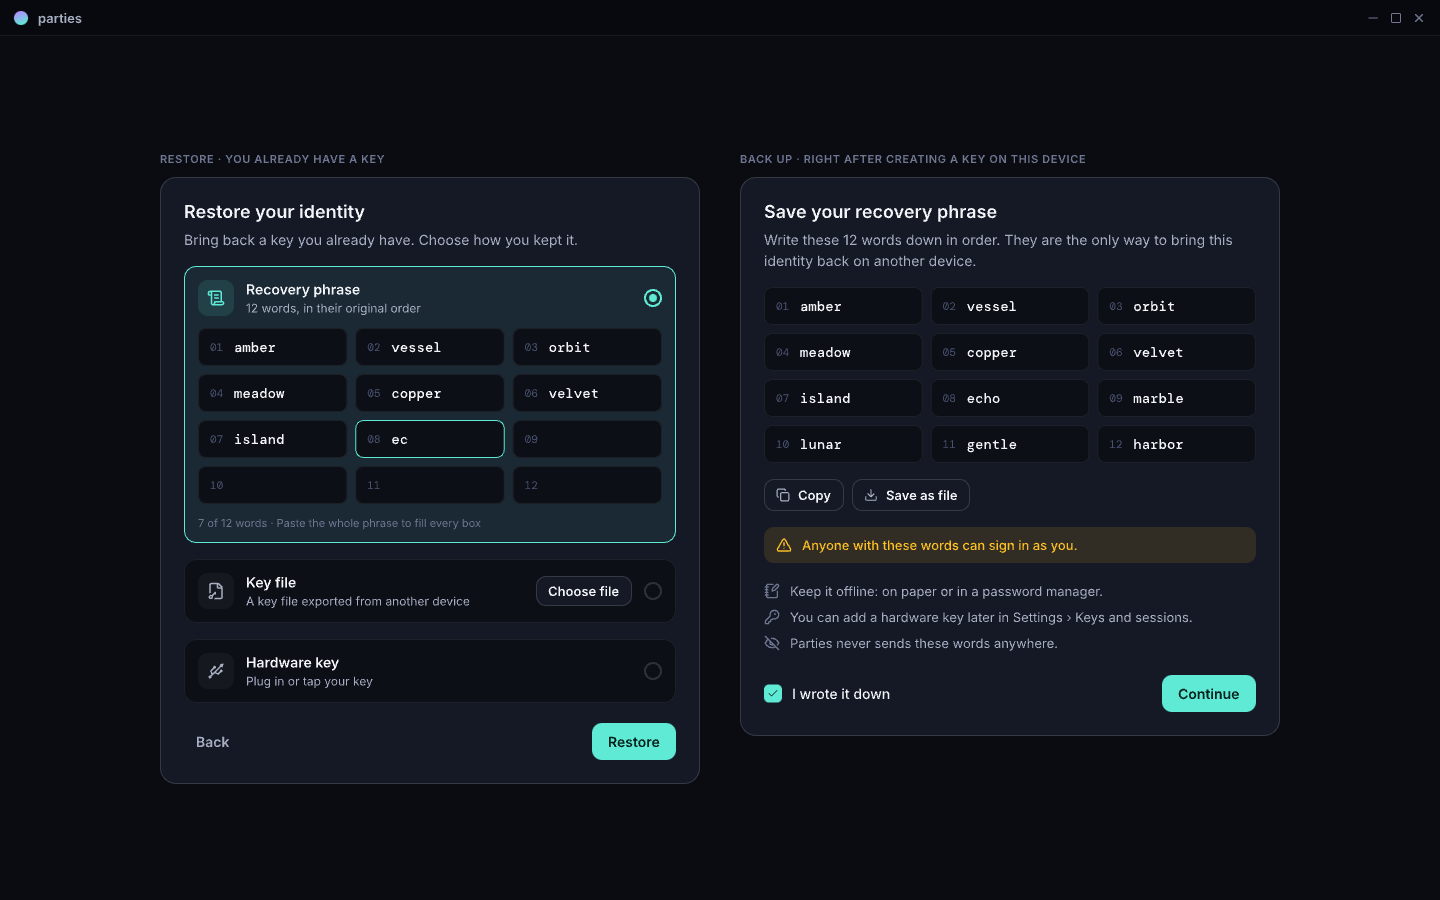 parties
RESTORE · YOU ALREADY HAVE A KEY
Restore your identity
Bring back a key you already have. Choose how you kept it.
Recovery phrase
12 words, in their original order
01 amber 02 vessel 03 orbit
04 meadow 05 copper 06 velvet
07 island 08 ec 09
10 11 12
7 of 12 words · Paste the whole phrase to fill every box
Key file
A key file exported from another device
Choose file
Hardware key
Plug in or tap your key
Back Restore
BACK UP · RIGHT AFTER CREATING A KEY ON THIS DEVICE
Save your recovery phrase
Write these 12 words down in order. They are the only way to bring this
identity back on another device.
01 amber 02 vessel 03 orbit
04 meadow 05 copper 06 velvet
07 island 08 echo 09 marble
10 lunar 11 gentle 12 harbor
Copy Save as file
Anyone with these words can sign in as you.
Keep it offline: on paper or in a password manager.
You can add a hardware key later in Settings › Keys and sessions.
Parties never sends these words anywhere.
I wrote it down Continue